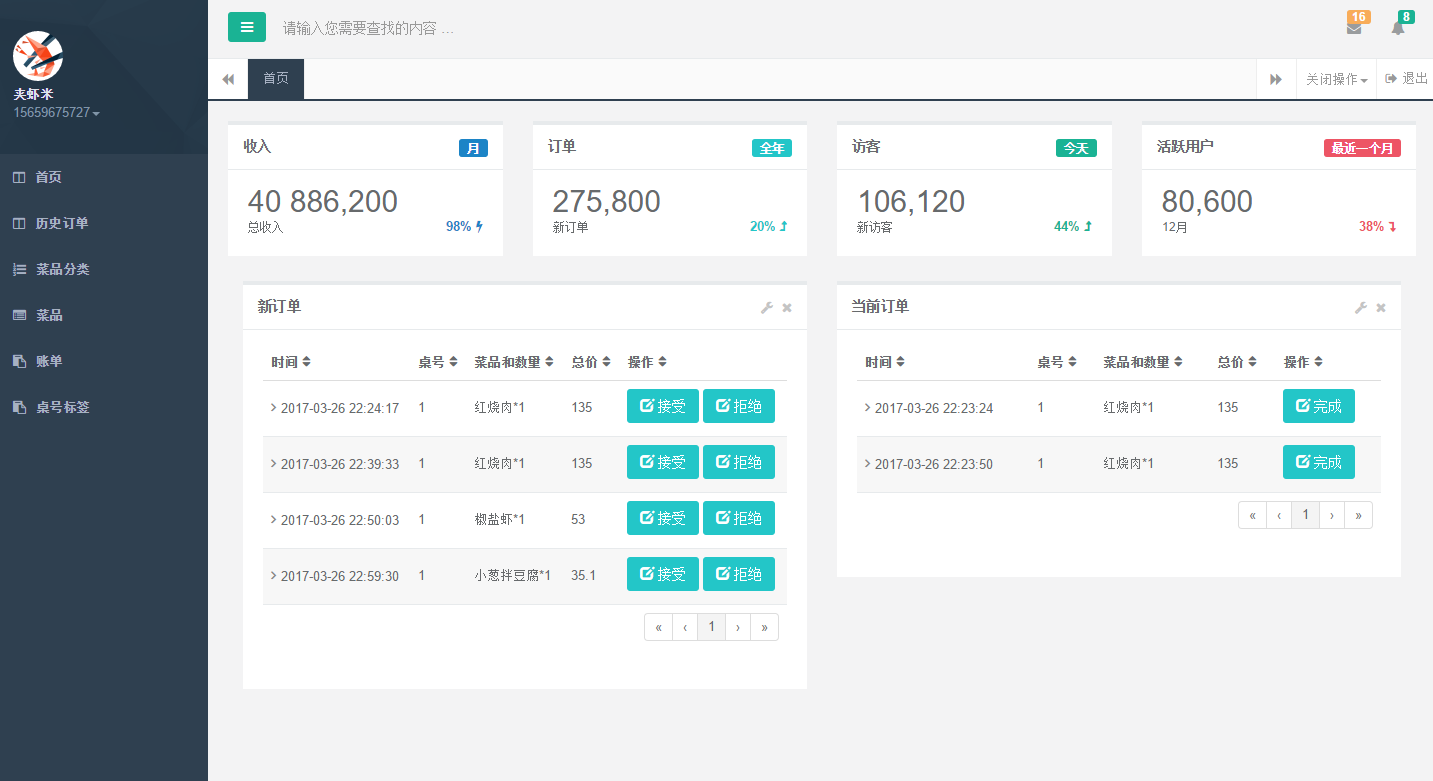 夹虾米
15659675727
首页
历史订单
菜品分类
菜品
账单
桌号标签
请输入您需要查找的内容 …
16
8
首页
关闭操作
退出
收入 月
40 886,200
总收入 98%
订单 全年
275,800
新订单 20%
访客 今天
106,120
新访客 44%
活跃用户 最近一个月
80,600
12月 38%
新订单
时间 桌号 菜品和数量 总价 操作
2017-03-26 22:24:17 1 红烧肉*1 135 接受 拒绝
2017-03-26 22:39:33 1 红烧肉*1 135 接受 拒绝
2017-03-26 22:50:03 1 椒盐虾*1 53 接受 拒绝
2017-03-26 22:59:30 1 小葱拌豆腐*1 35.1 接受 拒绝
« ‹ 1 › »
当前订单
时间 桌号 菜品和数量 总价 操作
2017-03-26 22:23:24 1 红烧肉*1 135 完成
2017-03-26 22:23:50 1 红烧肉*1 135 完成
« ‹ 1 › »